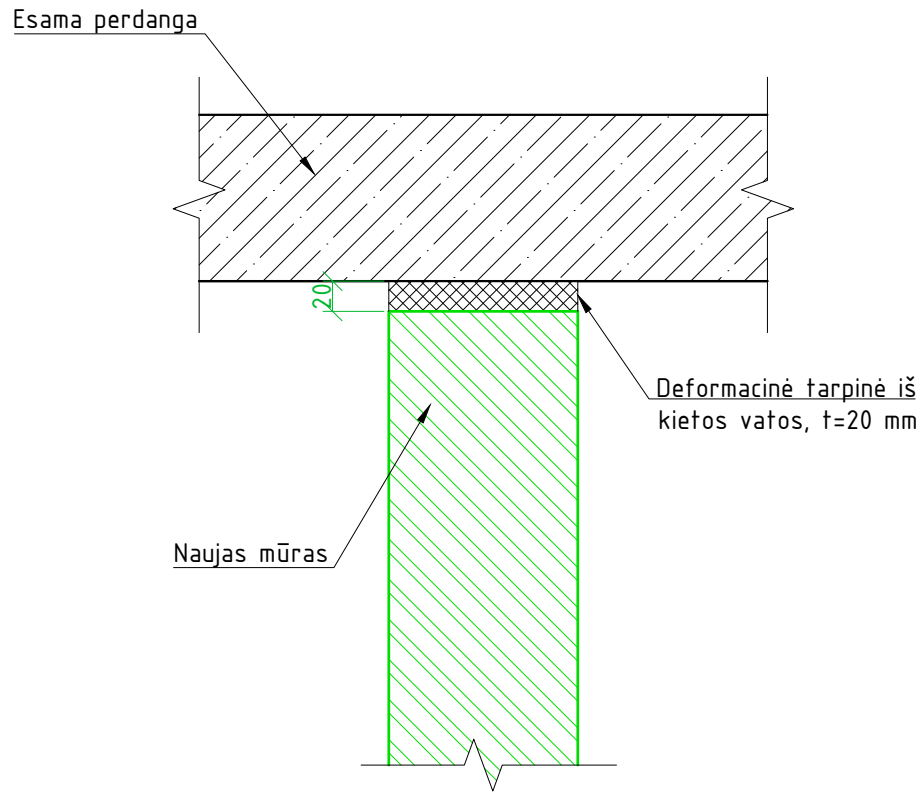 Esama perdanga
20
Deformacinė tarpinė iš
kietos vatos, t=20 mm
Naujas mūras